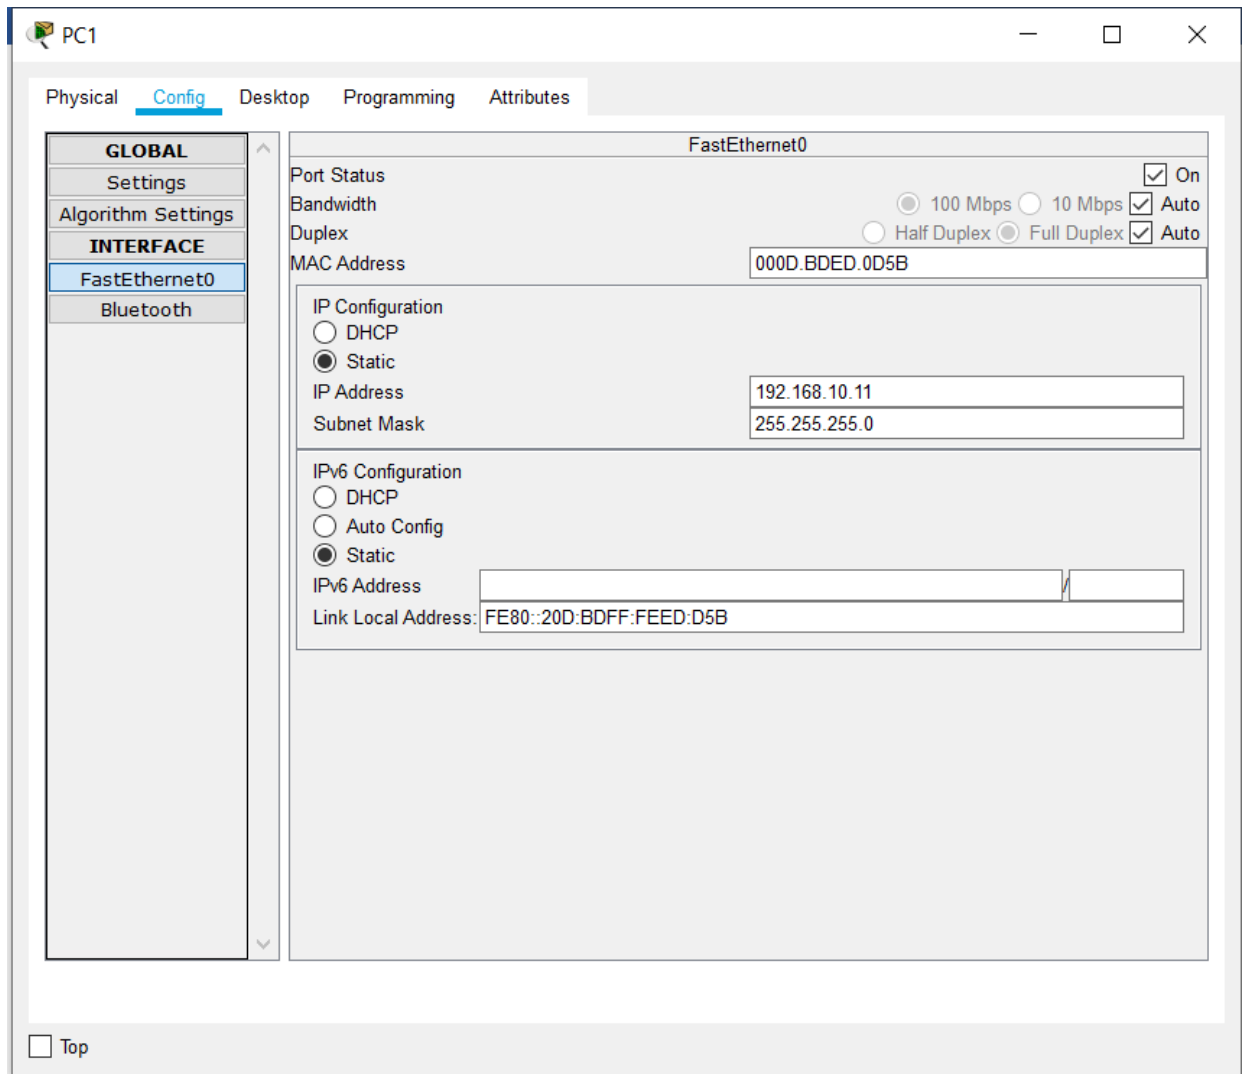 PC1
Physical Config Desktop Programming Attributes
GLOBAL
Settings
Algorithm Settings
INTERFACE
FastEthernet0
Bluetooth
FastEthernet0
Port Status On
Bandwidth 100 Mbps 10 Mbps Auto
Duplex Half Duplex Full Duplex Auto
MAC Address 000D.BDED.0D5B
IP Configuration
DHCP
Static
IP Address 192.168.10.11
Subnet Mask 255.255.255.0
IPv6 Configuration
DHCP
Auto Config
Static
IPv6 Address /
Link Local Address: FE80::20D:BDFF:FEED:D5B
Top